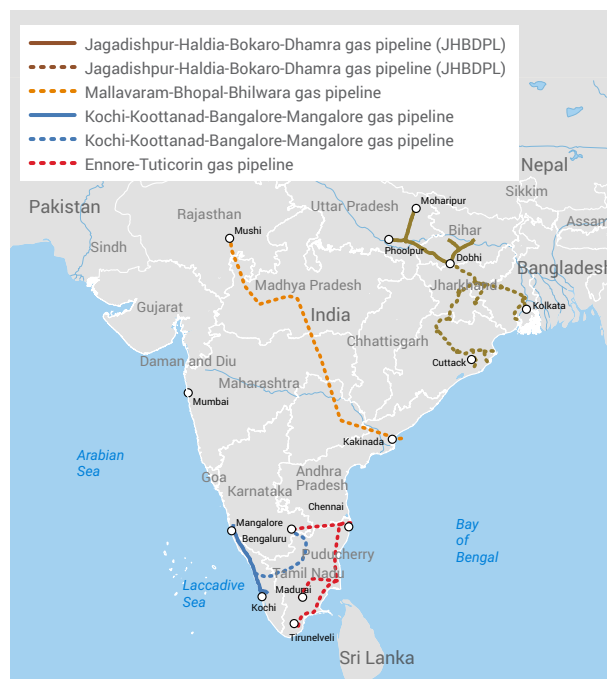 Jagadishpur-Haldia-Bokaro-Dhamra gas pipeline (JHBDPL)
Jagadishpur-Haldia-Bokaro-Dhamra gas pipeline (JHBDPL)
Mallavaram-Bhopal-Bhilwara gas pipeline
Kochi-Koottanad-Bangalore-Mangalore gas pipeline
Kochi-Koottanad-Bangalore-Mangalore gas pipeline
Ennore-Tuticorin gas pipeline
Nepal
Sikkim
Pakistan
Rajasthan
Uttar Pradesh
Moharipur
Assam
Mushi
Bihar
Sindh
Phoolpur
Dobhi
Bangladesh
Madhya Pradesh
Jharkhand
Gujarat
India
Kolkata
Chhattisgarh
Daman and Diu
Cuttack
Maharashtra
Mumbai
Kakinada
Arabian
Sea
Goa
Andhra
Pradesh
Karnataka
Chennai
Mangalore
Bengaluru
Bay
of
Bengal
Puducherry
Tamil Nadu
Laccadive
Sea
Madurai
Kochi
Tirunelveli
Sri Lanka